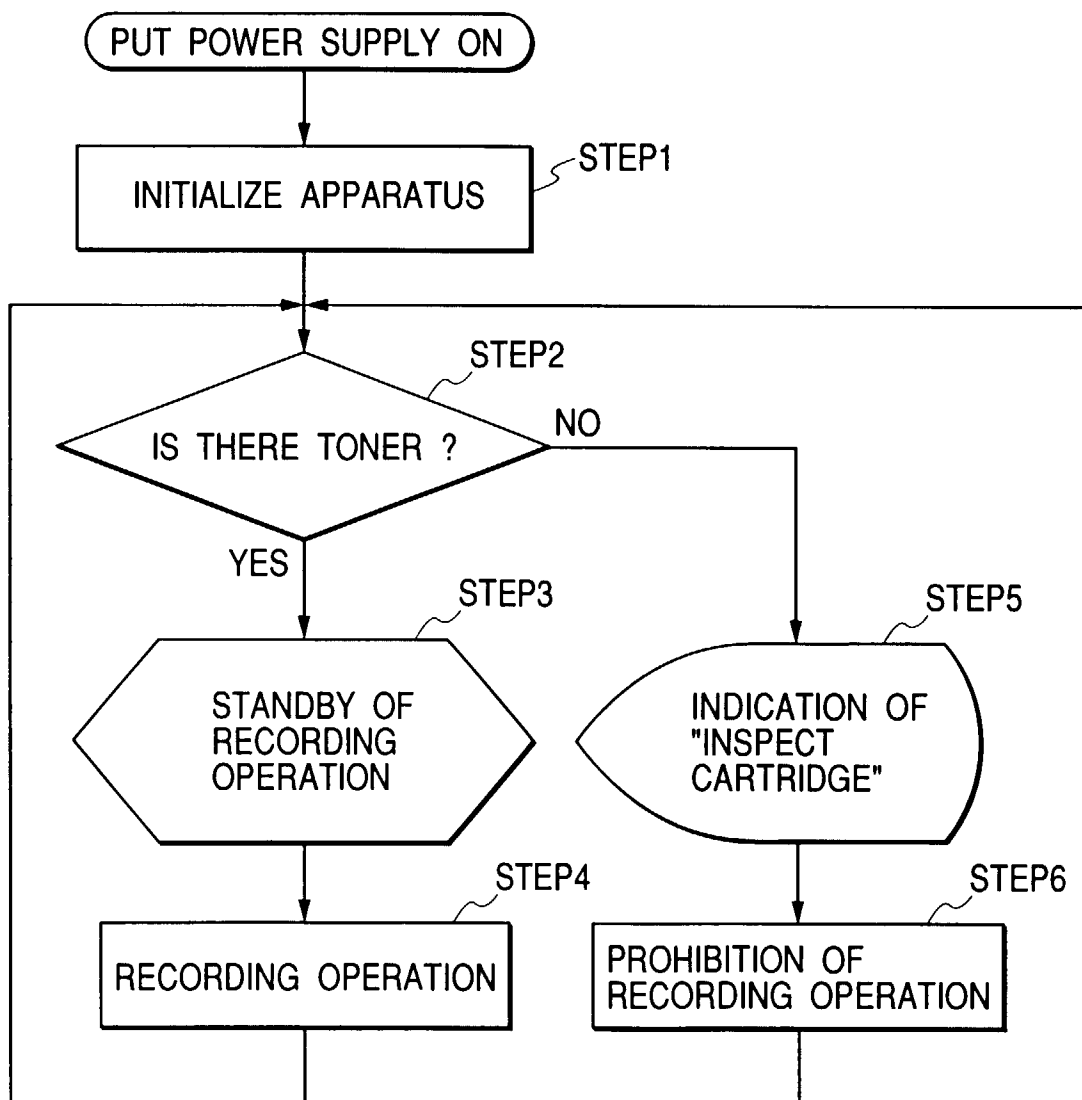 PUT POWER SUPPLY ON
STEP1
INITIALIZE APPARATUS
STEP2
IS THERE TONER ?
NO
YES
STEP3
STANDBY OF
RECORDING
OPERATION
STEP5
INDICATION OF
"INSPECT
CARTRIDGE"
STEP4
RECORDING OPERATION
STEP6
PROHIBITION OF
RECORDING OPERATION